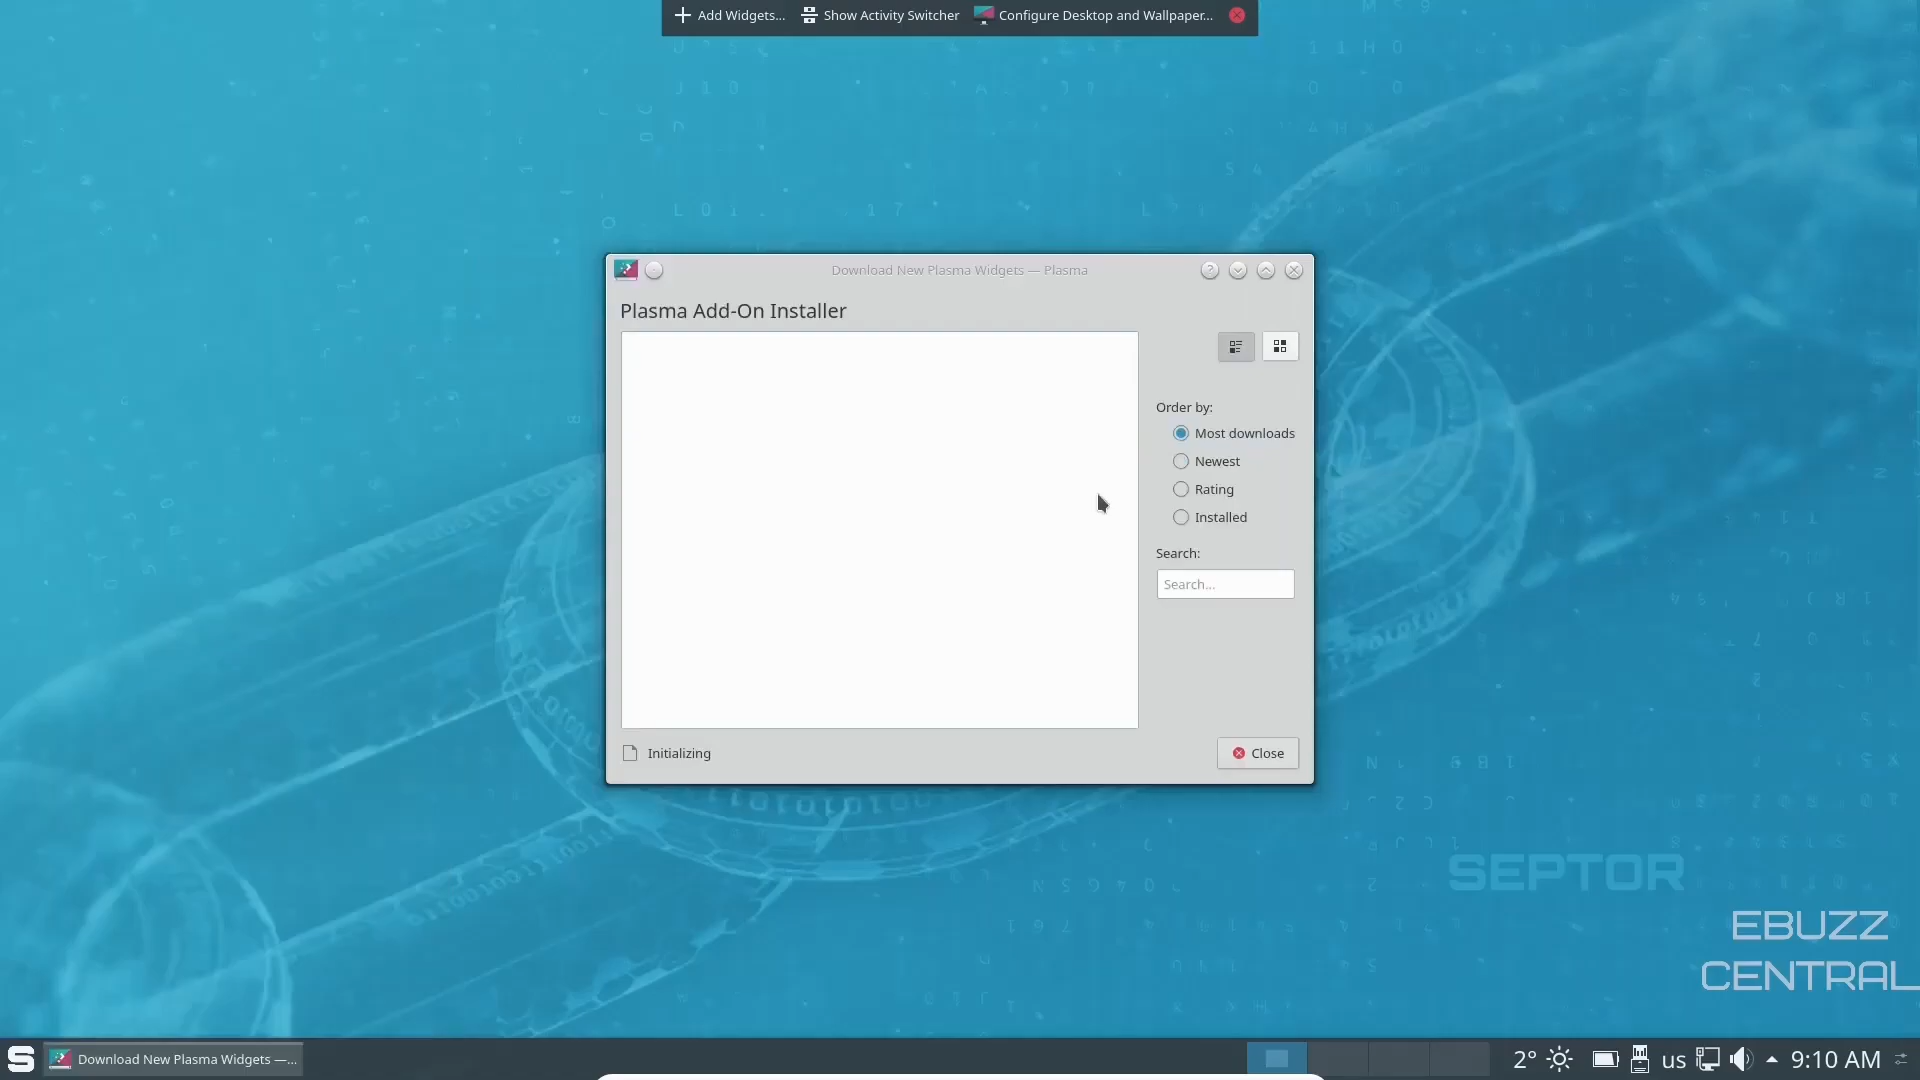 Add Widgets...
Show Activity Switcher
Configure Desktop and Wallpaper...
Download New Plasma Widgets — Plasma
Plasma Add-On Installer
Order by:
Most downloads
Newest
Rating
Installed
Search:
Search...
Initializing
Close
SEPTOR
EBUZZ
CENTRAL
Download New Plasma Widgets —...
2°
us
9:10 AM